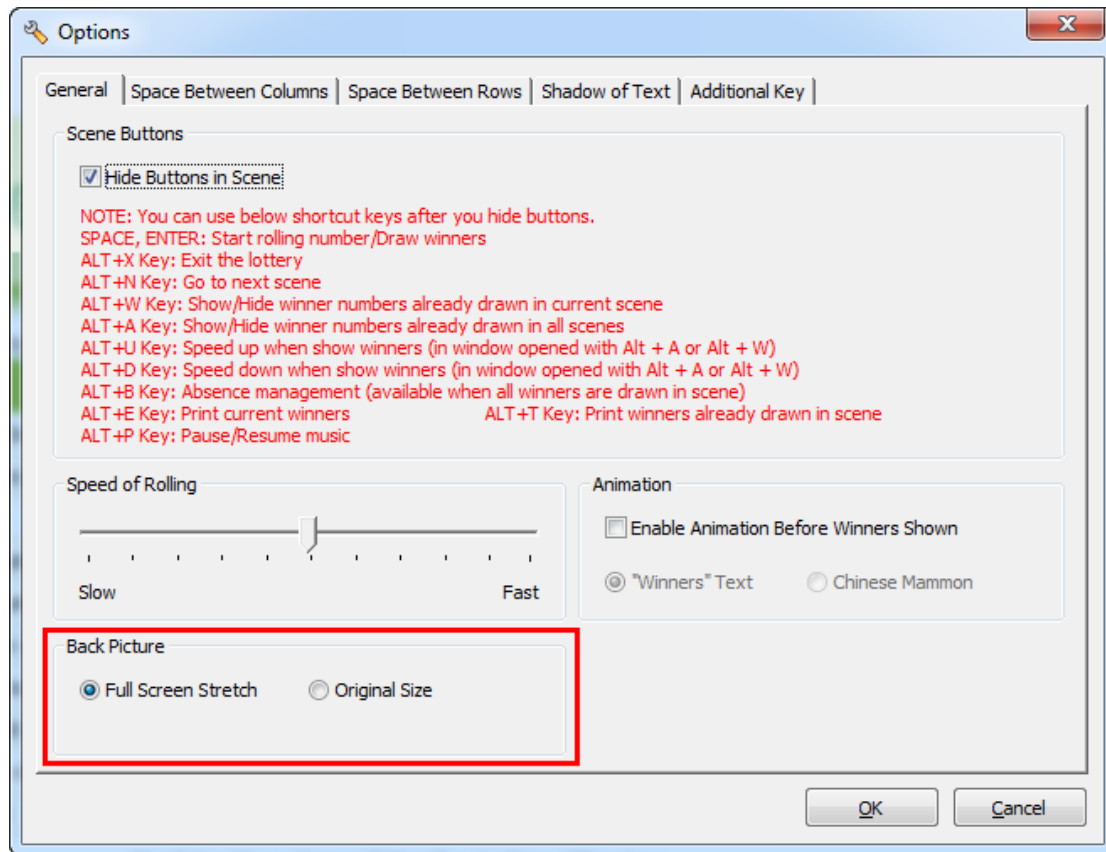 Options
X
General Space Between Columns Space Between Rows Shadow of Text Additional Key
Scene Buttons
Hide Buttons in Scene
NOTE: You can use below shortcut keys after you hide buttons.
SPACE, ENTER: Start rolling number/Draw winners
ALT+X Key: Exit the lottery
ALT+N Key: Go to next scene
ALT+W Key: Show/Hide winner numbers already drawn in current scene
ALT+A Key: Show/Hide winner numbers already drawn in all scenes
ALT+U Key: Speed up when show winners (in window opened with Alt + A or Alt + W)
ALT+D Key: Speed down when show winners (in window opened with Alt + A or Alt + W)
ALT+B Key: Absence management (available when all winners are drawn in scene)
ALT+E Key: Print current winners ALT+T Key: Print winners already drawn in scene
ALT+P Key: Pause/Resume music
Speed of Rolling
Slow Fast
Animation
Enable Animation Before Winners Shown
"Winners" Text Chinese Mammon
Back Picture
Full Screen Stretch Original Size
OK Cancel